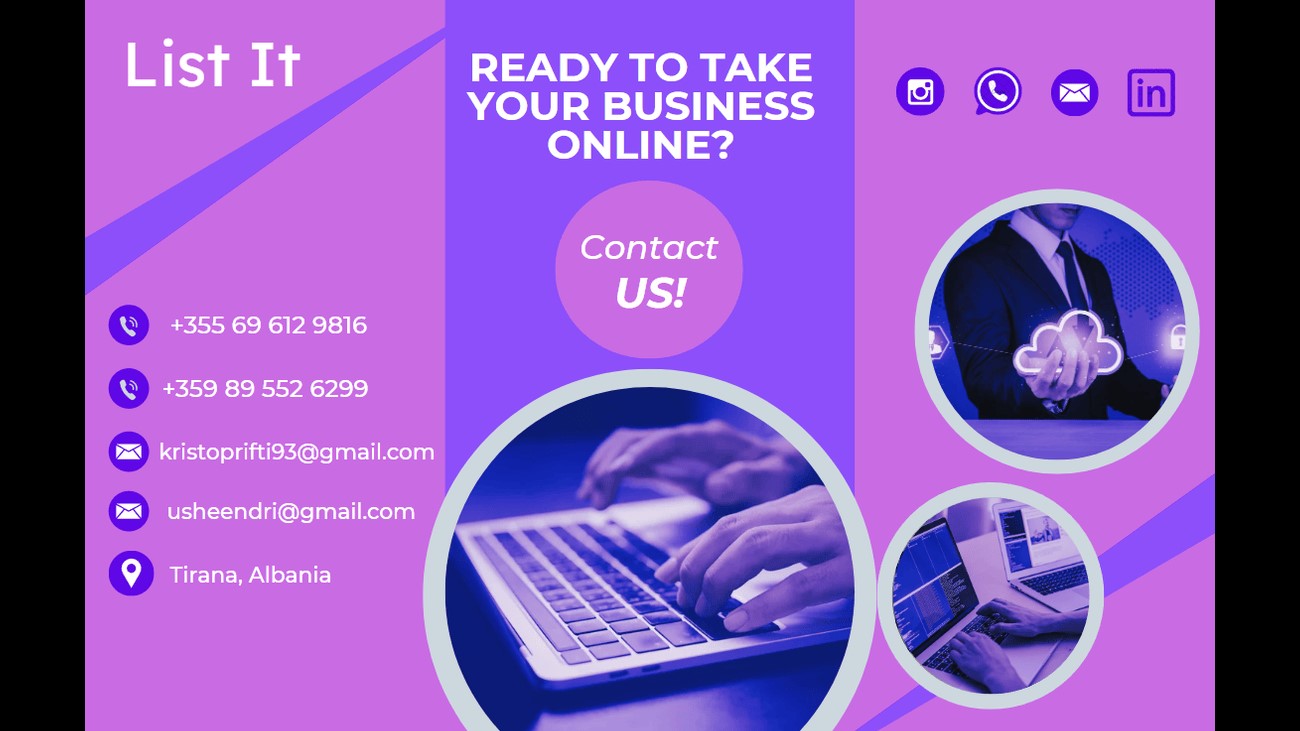 List It
+355 69 612 9816
+359 89 552 6299
kristoprifti93@gmail.com
usheendri@gmail.com
Tirana, Albania
READY TO TAKE
YOUR BUSINESS
ONLINE?
Contact
US!
in